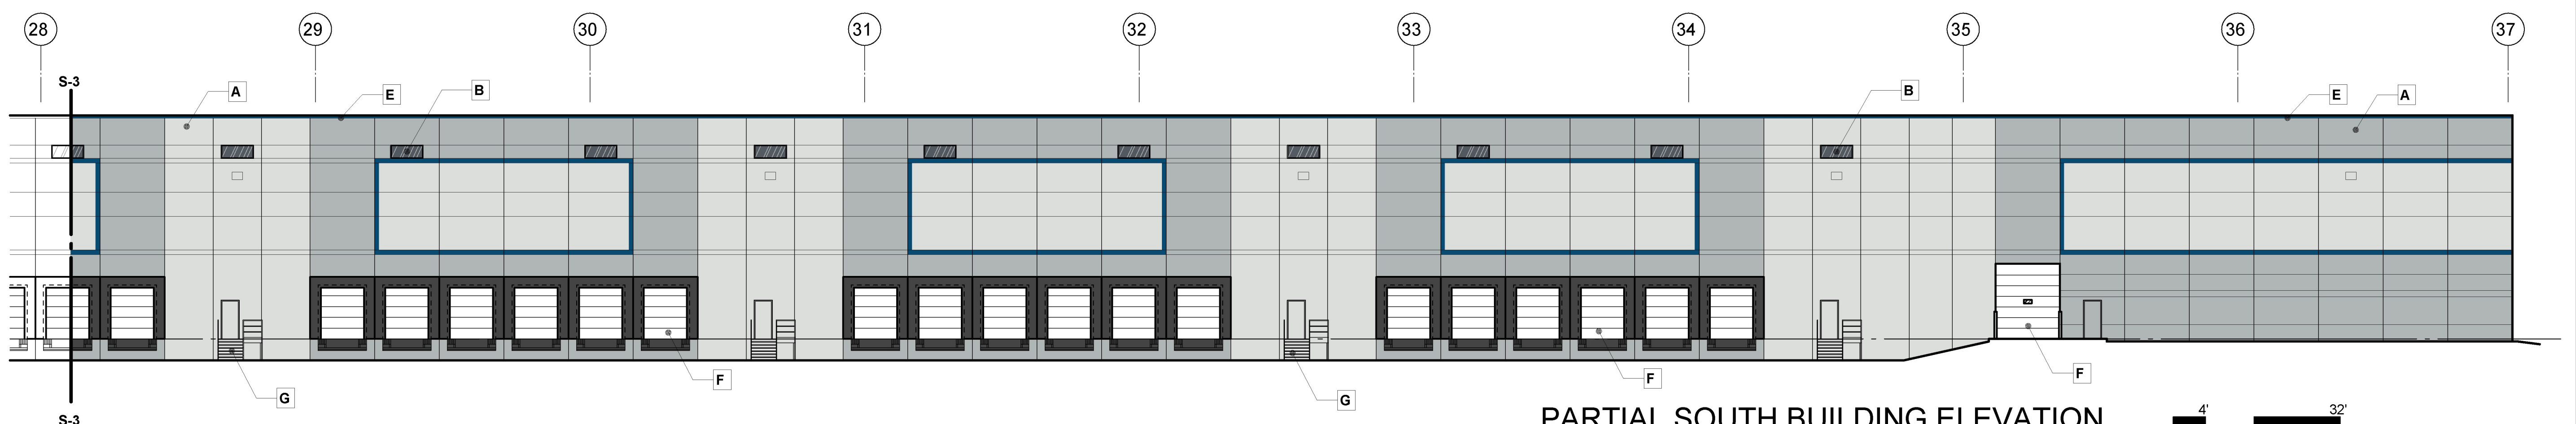 28 29 30 31 32 33 34 35 36 37
S-3
A E B B E A
F F F
G G
S-3
PARTIAL SOUTH BUILDING ELEVATION 4' 32'